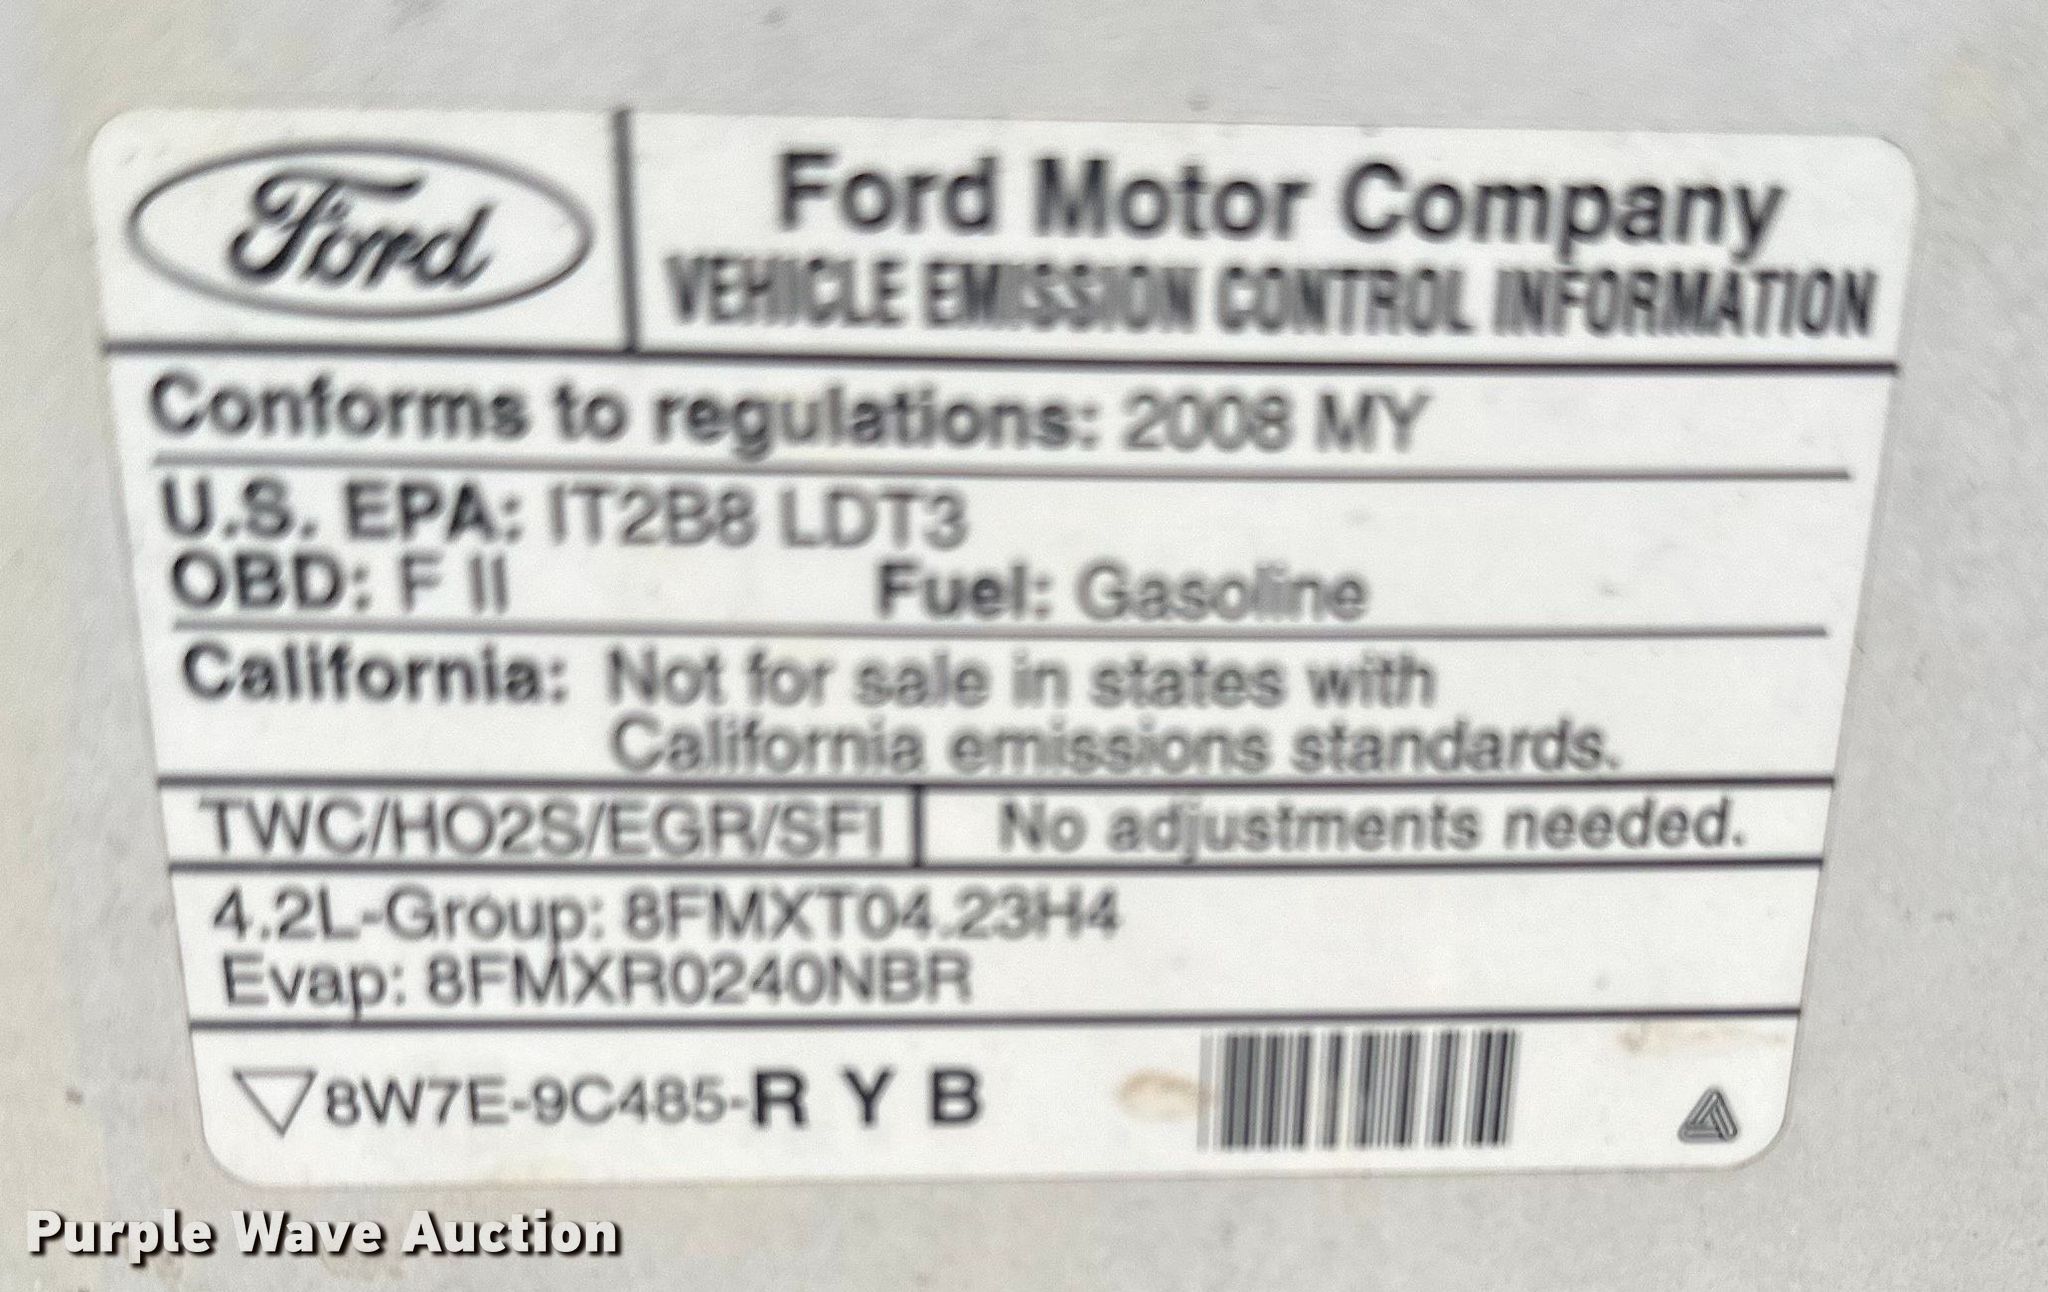 Ford
Ford Motor Company
VEHICLE EMISSION CONTROL INFORMATION
Conforms to regulations: 2008 MY
U.S. EPA: IT2B8 LDT3
OBD: F II Fuel: Gasoline
California: Not for sale in states with
California emissions standards.
TWC/HO2S/EGR/SFI No adjustments needed.
4.2L-Group: 8FMXT04.23H4
Evap: 8FMXR0240NBR
8W7E-9C485-R Y B
Purple Wave Auction